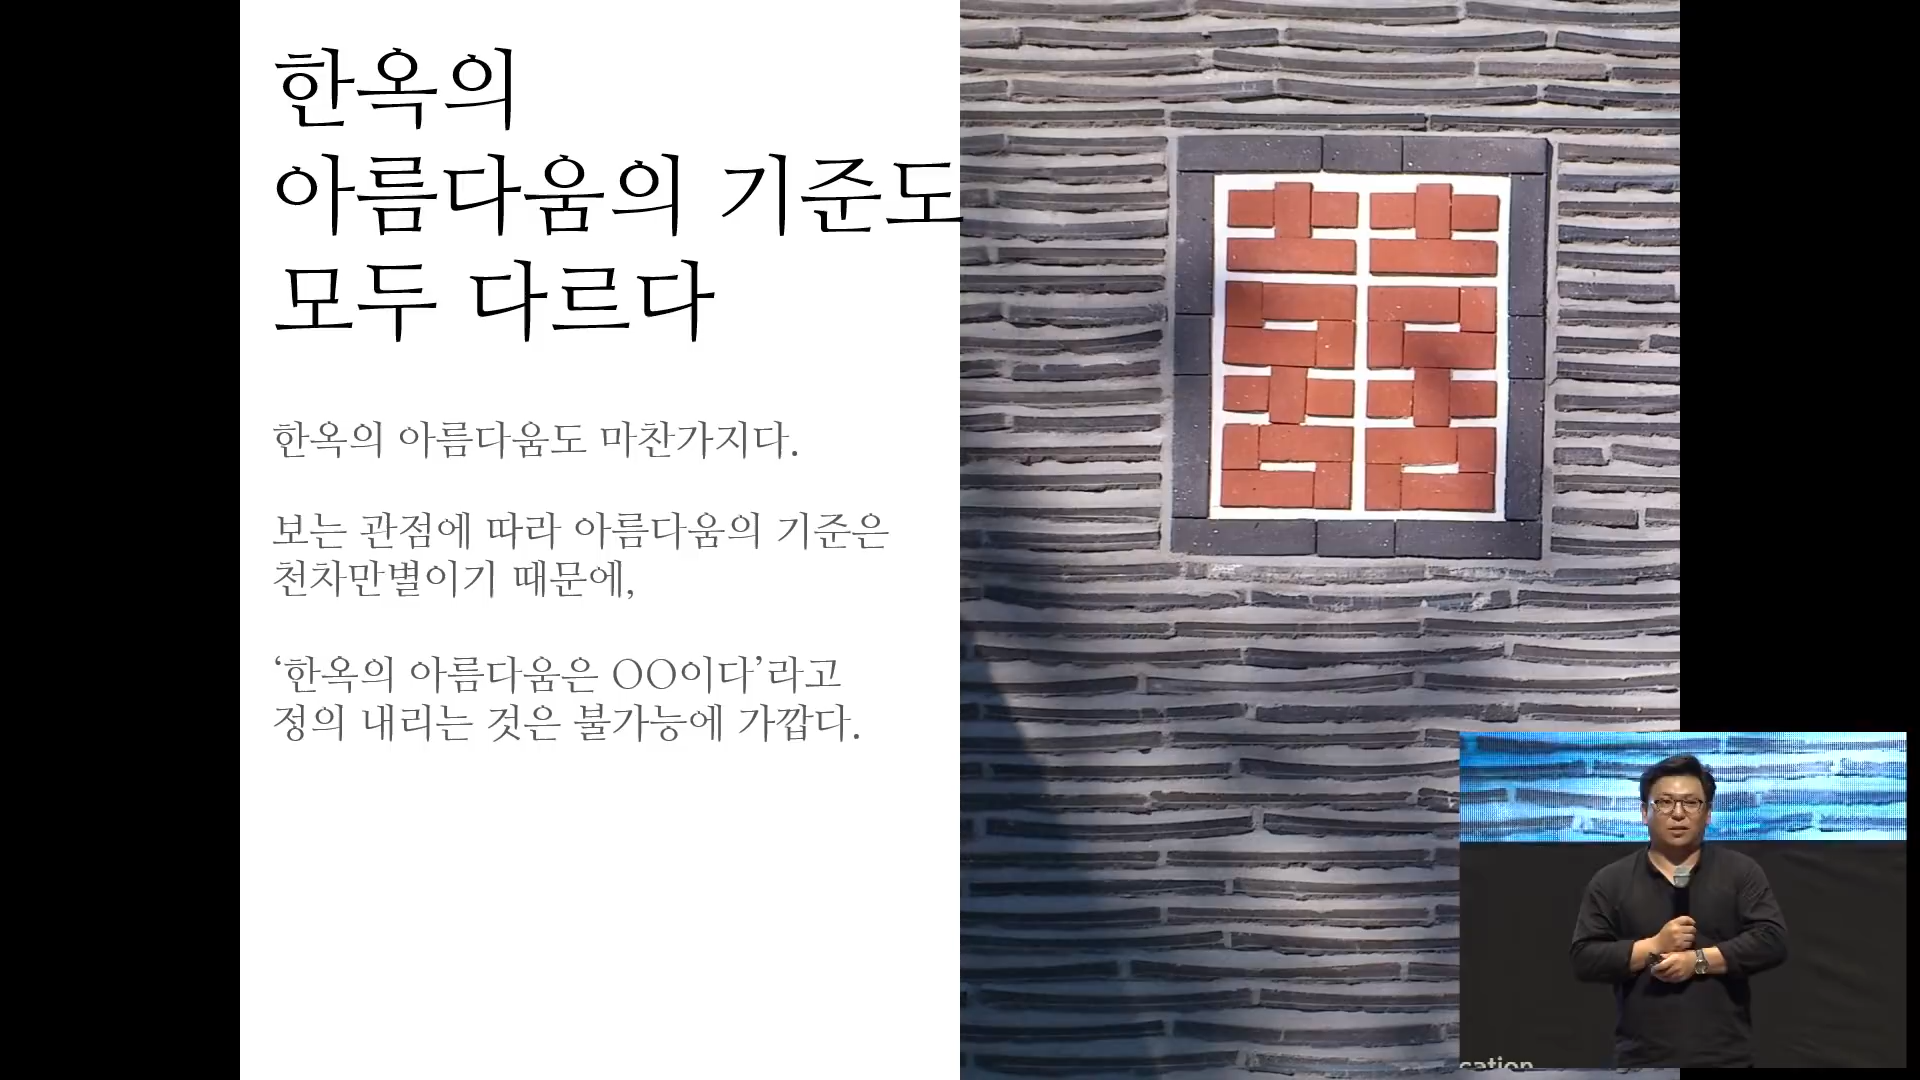 한옥의
아름다움의 기준도
모두 다르다
한옥의 아름다움도 마찬가지다.
보는 관점에 따라 아름다움의 기준은
천차만별이기 때문에,
‘한옥의 아름다움은 OO이다’라고
정의 내리는 것은 불가능에 가깝다.
囍